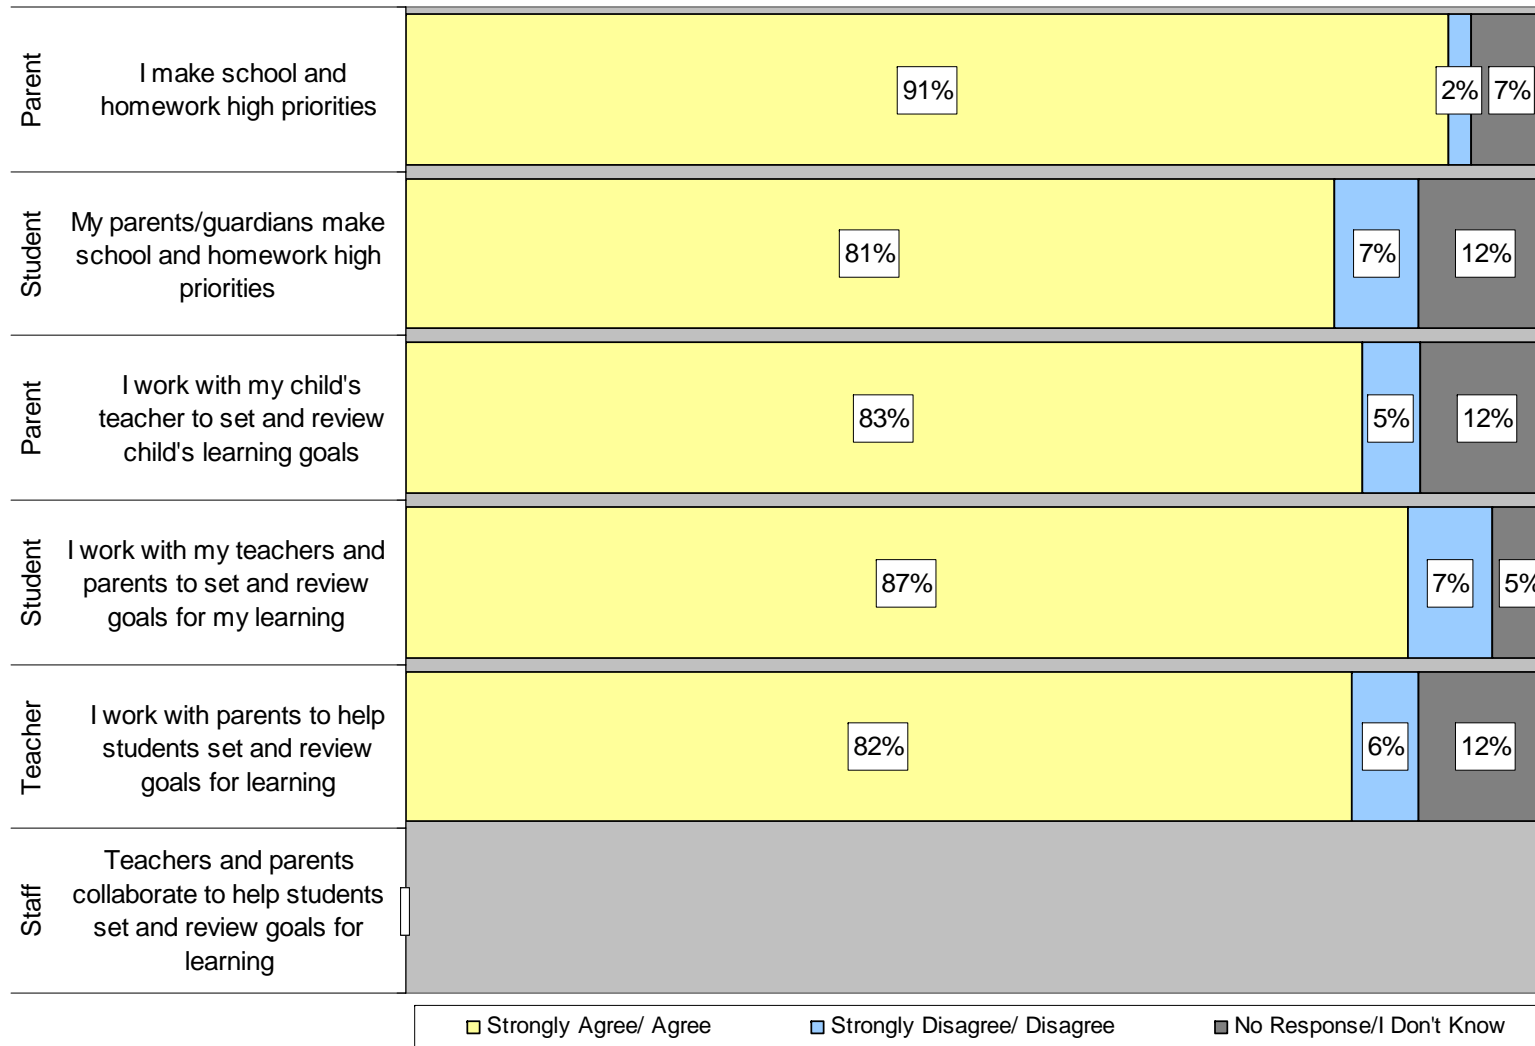 Parent
I make school and
homework high priorities
91%
2%
7%
Student
My parents/guardians make
school and homework high
priorities
81%
7%
12%
Parent
I work with my child's
teacher to set and review
child's learning goals
83%
5%
12%
Student
I work with my teachers and
parents to set and review
goals for my learning
87%
7%
5%
Teacher
I work with parents to help
students set and review
goals for learning
82%
6%
12%
Staff
Teachers and parents
collaborate to help students
set and review goals for
learning
Strongly Agree/ Agree
Strongly Disagree/ Disagree
No Response/I Don't Know